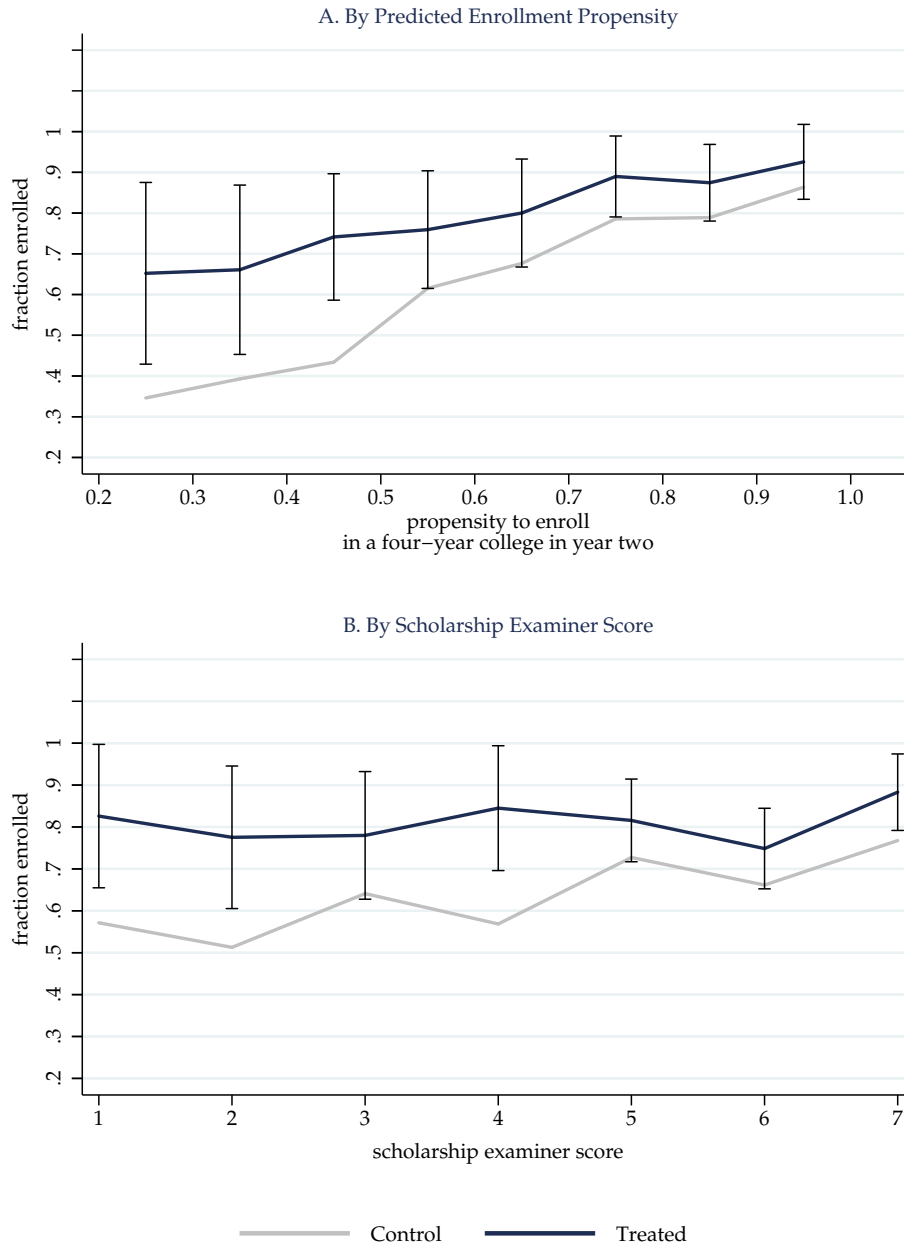 A. By Predicted Enrollment Propensity
fraction enrolled
1
.9
.8
.7
.6
.5
.4
.3
.2
0.2 0.3 0.4 0.5 0.6 0.7 0.8 0.9 1.0
propensity to enroll
in a four−year college in year two
B. By Scholarship Examiner Score
fraction enrolled
1
.9
.8
.7
.6
.5
.4
.3
.2
1 2 3 4 5 6 7
scholarship examiner score
Control Treated